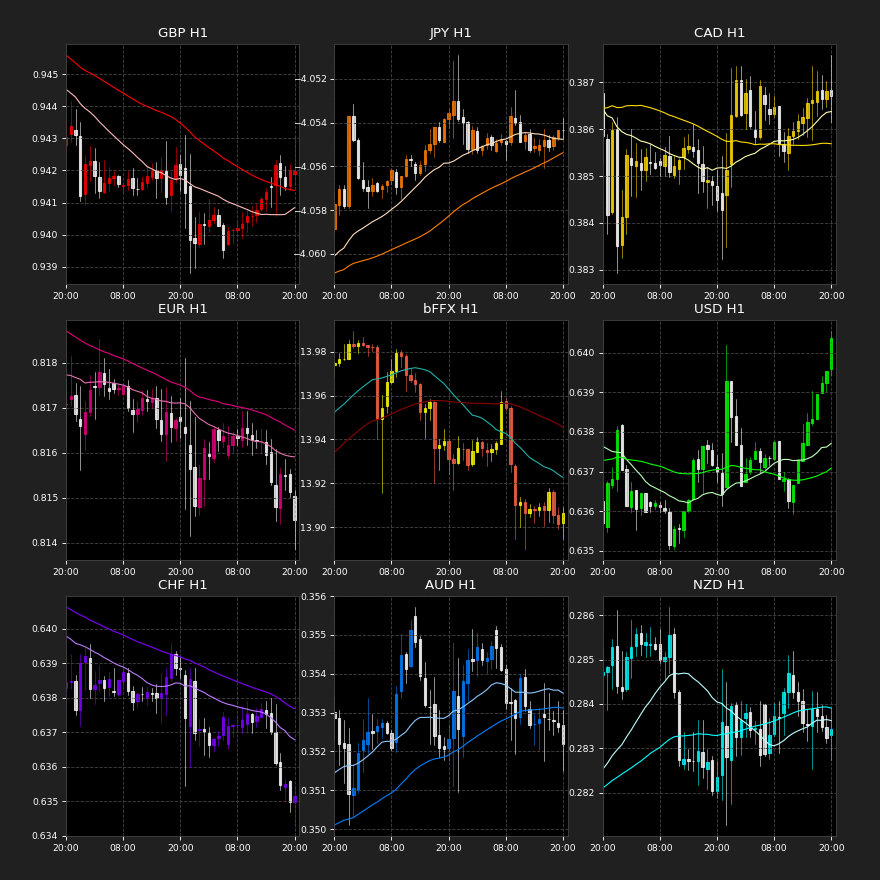 GBP H1
0.945
0.944
0.943
0.942
0.941
0.940
0.939
20:00 08:00 20:00 08:00 20:00
JPY H1
−4.052
−4.054
−4.056
−4.058
−4.060
20:00 08:00 20:00 08:00 20:00
CAD H1
0.387
0.386
0.385
0.384
0.383
20:00 08:00 20:00 08:00 20:00
EUR H1
0.818
0.817
0.816
0.815
0.814
20:00 08:00 20:00 08:00 20:00
bFFX H1
13.98
13.96
13.94
13.92
13.90
20:00 08:00 20:00 08:00 20:00
USD H1
0.640
0.639
0.638
0.637
0.636
0.635
20:00 08:00 20:00 08:00 20:00
CHF H1
0.640
0.639
0.638
0.637
0.636
0.635
0.634
20:00 08:00 20:00 08:00 20:00
AUD H1
0.356
0.355
0.354
0.353
0.352
0.351
0.350
20:00 08:00 20:00 08:00 20:00
NZD H1
0.286
0.285
0.284
0.283
0.282
20:00 08:00 20:00 08:00 20:00